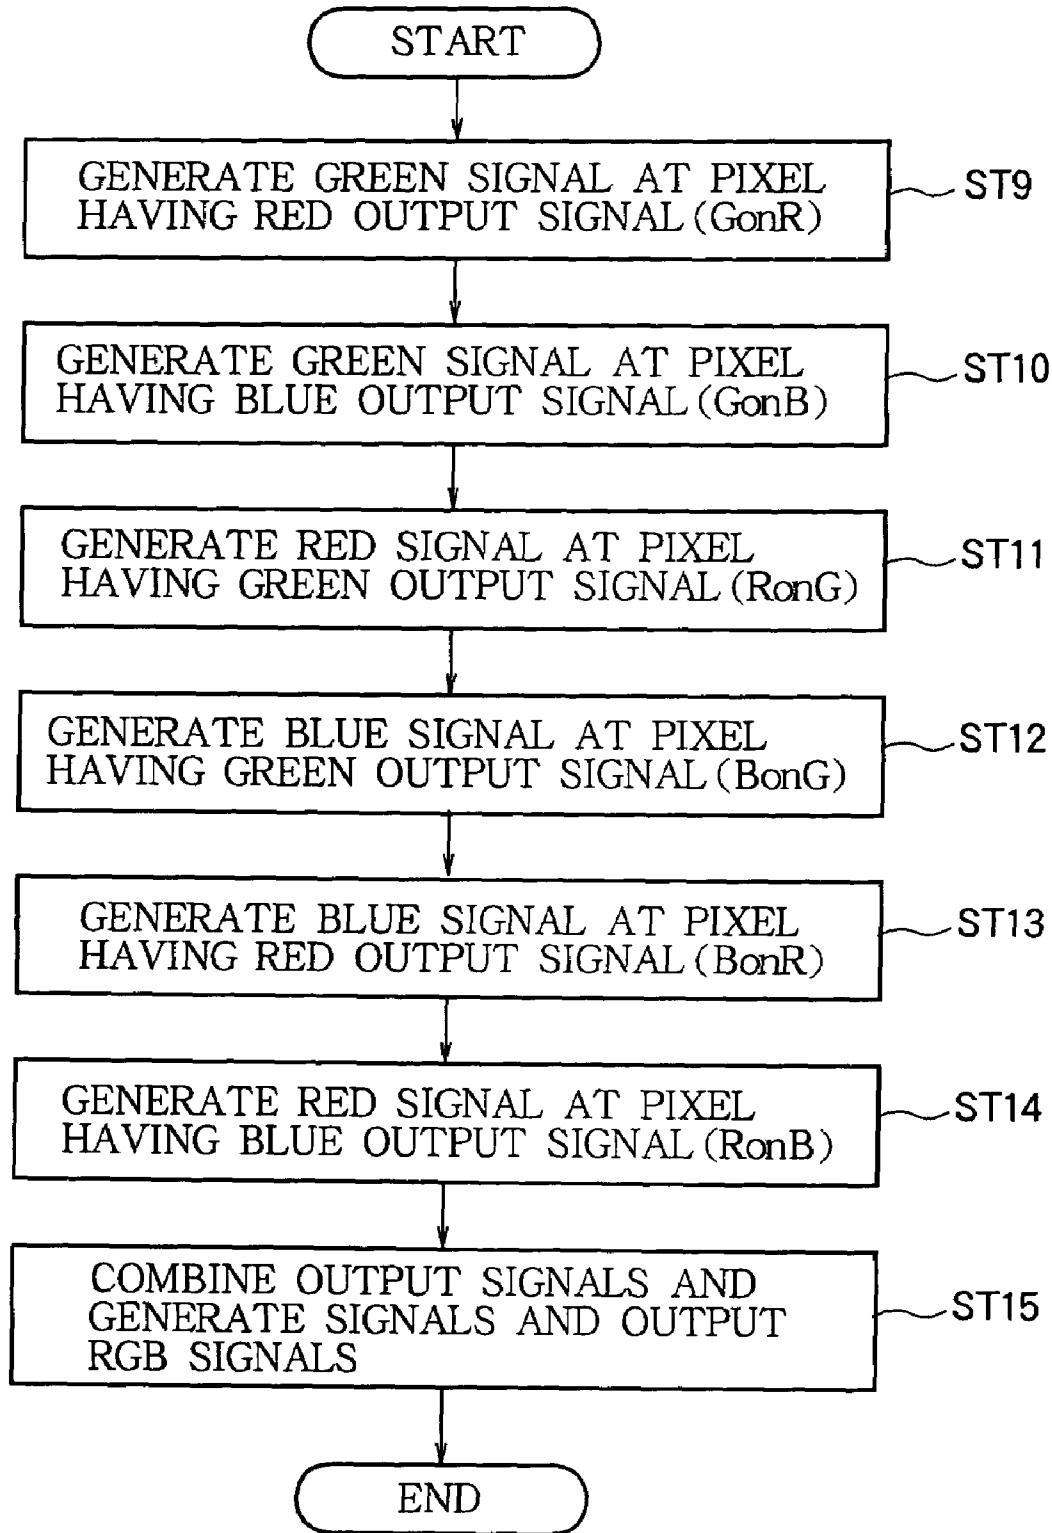 START
GENERATE GREEN SIGNAL AT PIXEL
HAVING RED OUTPUT SIGNAL (GonR)
ST9
GENERATE GREEN SIGNAL AT PIXEL
HAVING BLUE OUTPUT SIGNAL (GonB)
ST10
GENERATE RED SIGNAL AT PIXEL
HAVING GREEN OUTPUT SIGNAL (RonG)
ST11
GENERATE BLUE SIGNAL AT PIXEL
HAVING GREEN OUTPUT SIGNAL (BonG)
ST12
GENERATE BLUE SIGNAL AT PIXEL
HAVING RED OUTPUT SIGNAL (BonR)
ST13
GENERATE RED SIGNAL AT PIXEL
HAVING BLUE OUTPUT SIGNAL (RonB)
ST14
COMBINE OUTPUT SIGNALS AND
GENERATE SIGNALS AND OUTPUT
RGB SIGNALS
ST15
END